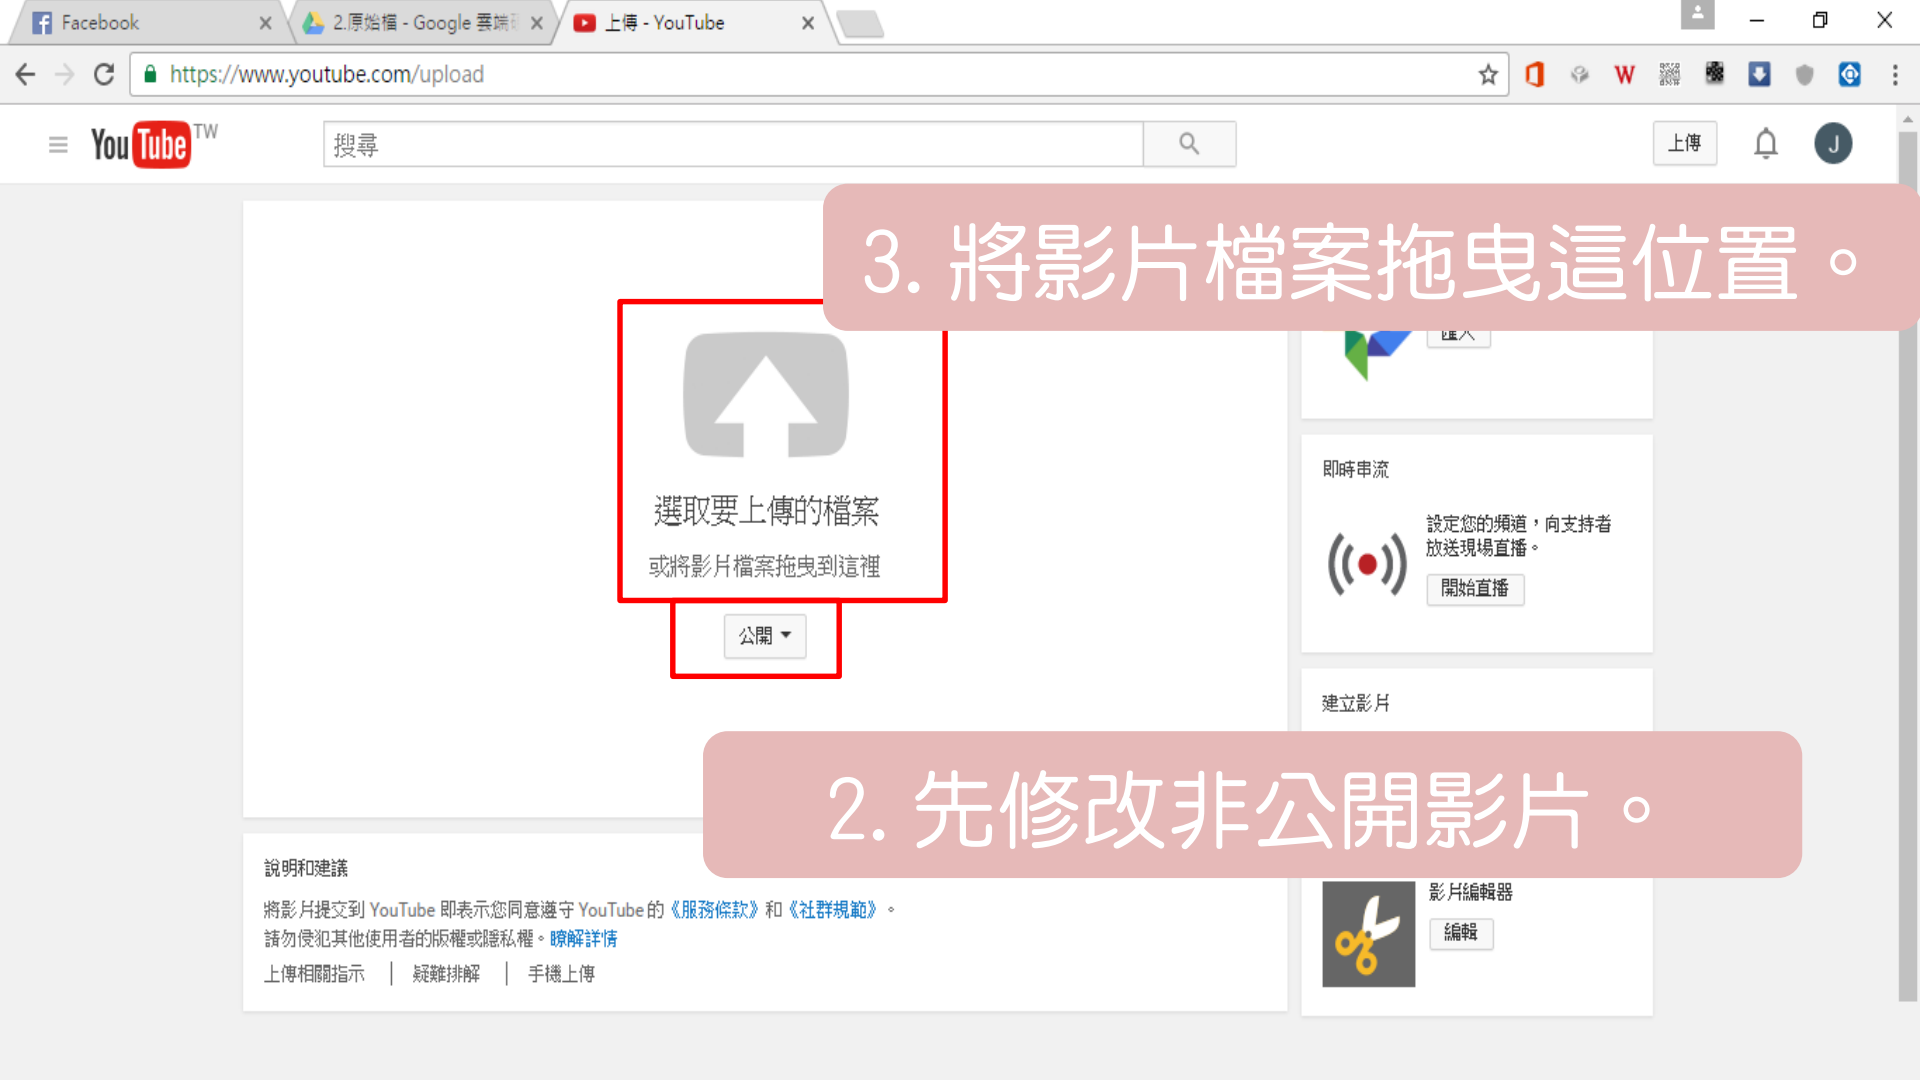 Facebook
2.原始檔 - Google 雲端
上傳 - YouTube
https://www.youtube.com/upload
W
YouTube TW
搜尋
上傳
J
3. 將影片檔案拖曳這位置。
匯入
選取要上傳的檔案
或將影片檔案拖曳到這裡
公開
即時串流
設定您的頻道，向支持者
放送現場直播。
開始直播
建立影片
2. 先修改非公開影片。
影片編輯器
編輯
說明和建議
將影片提交到 YouTube 即表示您同意遵守 YouTube 的《服務條款》和《社群規範》。
請勿侵犯其他使用者的版權或隱私權。瞭解詳情
上傳相關指示 | 疑難排解 | 手機上傳